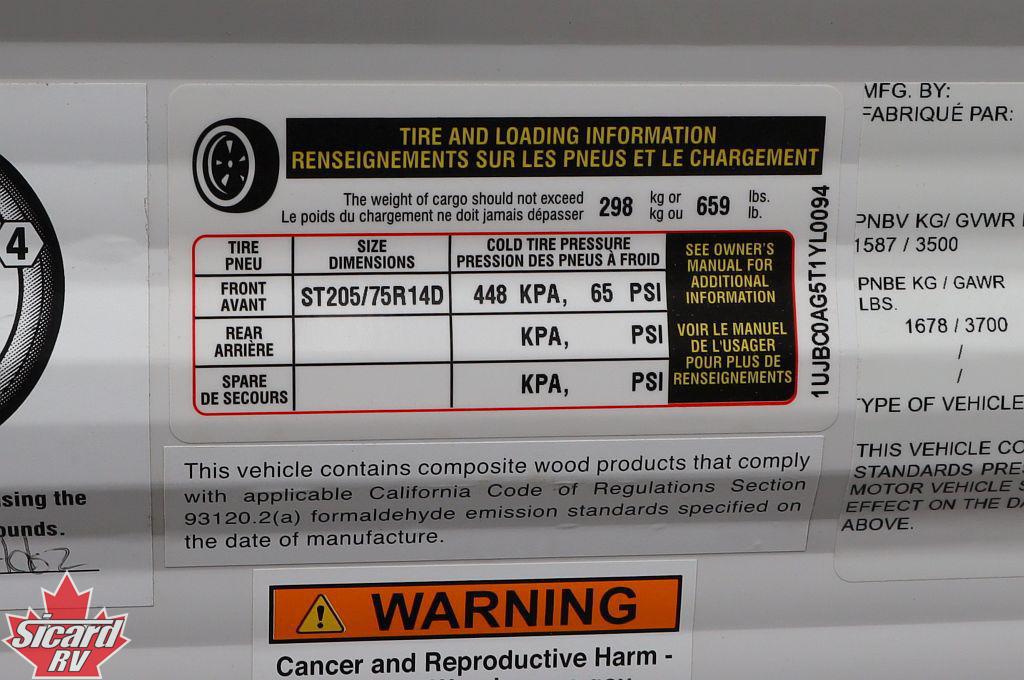 4
ising the
ounds.
TIRE AND LOADING INFORMATION
RENSEIGNEMENTS SUR LES PNEUS ET LE CHARGEMENT
The weight of cargo should not exceed 298 kg or 659 lbs.
Le poids du chargement ne doit jamais dépasser kg ou lb.
TIRE SIZE COLD TIRE PRESSURE
PNEU DIMENSIONS PRESSION DES PNEUS À FROID
FRONT
AVANT
ST205/75R14D 448 KPA, 65 PSI
REAR
ARRIÈRE
KPA, PSI
SPARE
DE SECOURS
KPA, PSI
SEE OWNER'S
MANUAL FOR
ADDITIONAL
INFORMATION
VOIR LE MANUEL
DE L'USAGER
POUR PLUS DE
RENSEIGNEMENTS
1UJBC0AG5T1YL0094
This vehicle contains composite wood products that comply
with applicable California Code of Regulations Section
93120.2(a) formaldehyde emission standards specified on
the date of manufacture.
WARNING
Cancer and Reproductive Harm -
MFG. BY:
FABRIQUÉ PAR:
PNBV KG/ GVWR
1587 / 3500
PNBE KG / GAWR
LBS.
1678 / 3700
/
/
TYPE OF VEHICLE
THIS VEHICLE CO
STANDARDS PRE
MOTOR VEHICLE S
EFFECT ON THE DA
ABOVE.
Sicard
RV